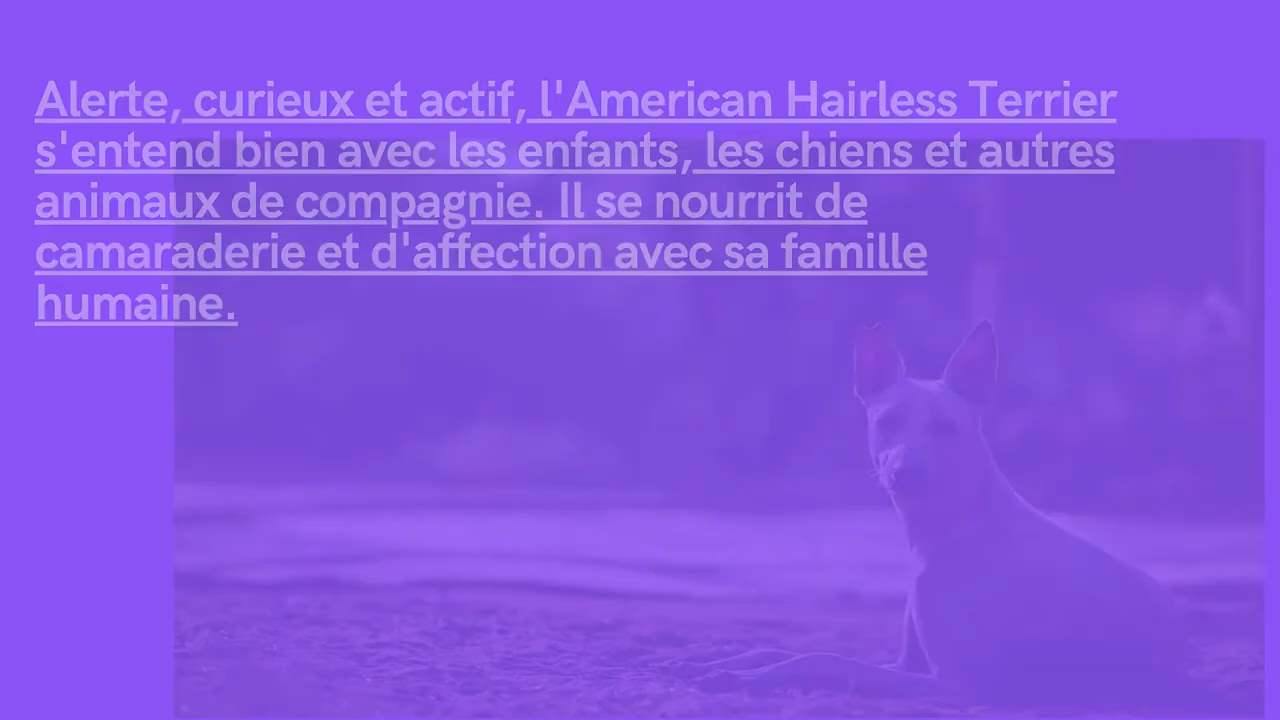 Alerte, curieux et actif, l'American Hairless Terrier
s'entend bien avec les enfants, les chiens et autres
animaux de compagnie. Il se nourrit de
camaraderie et d'affection avec sa famille
humaine.